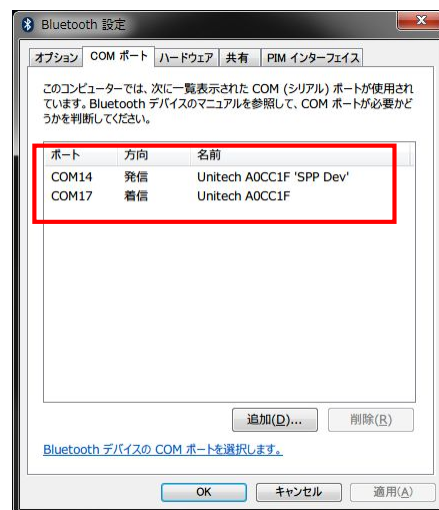 Bluetooth 設定
オプション COM ポート ハードウェア 共有 PIM インターフェイス
このコンピューターでは、次に一覧表示された COM (シリアル) ポートが使用され
ています。Bluetooth デバイスのマニュアルを参照して、COM ポートが必要かど
うかを判断してください。
ポート 方向 名前
COM14 発信 Unitech A0CC1F 'SPP Dev'
COM17 着信 Unitech A0CC1F
追加(D)... 削除(R)
Bluetooth デバイスの COM ポートを選択します。
OK キャンセル 適用(A)